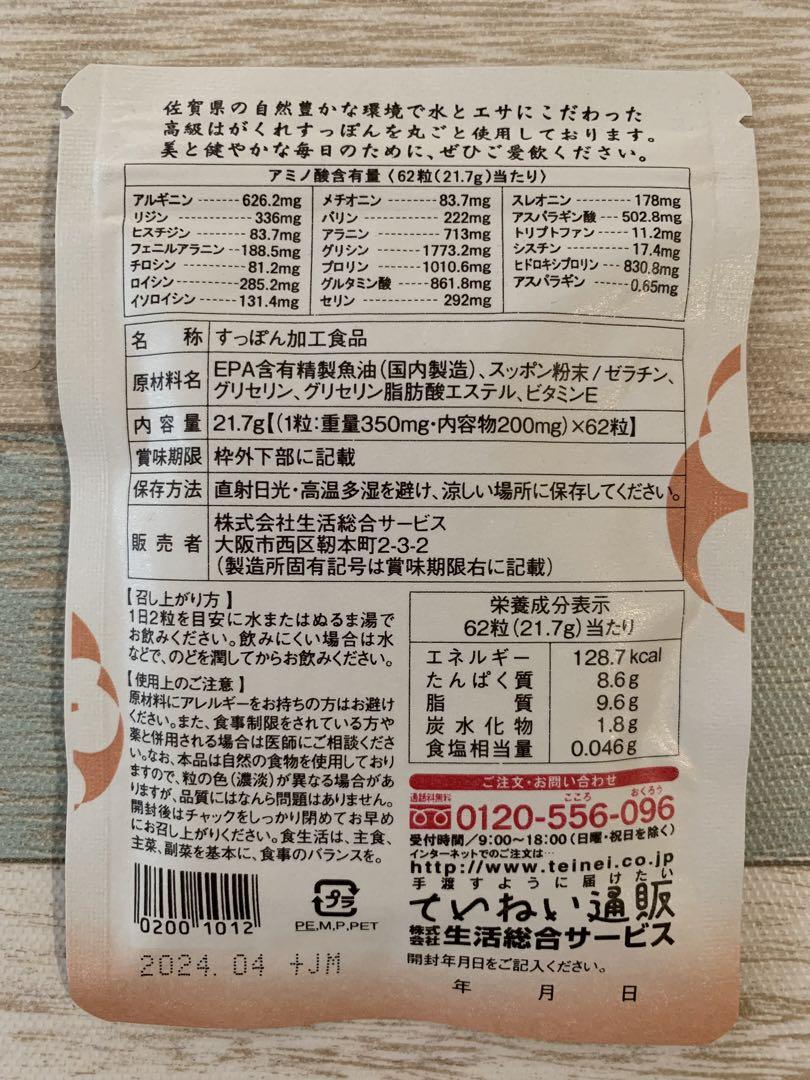 佐賀県の自然豊かな環境で水とエサにこだわった
高級はがくれすっぽんを丸ごと使用しております。
美と健やかな毎日のために、ぜひご愛飲ください。
アミノ酸含有量〈62粒(21.7g)当たり〉
アルギニン -------626.2mg
リジン -----------336mg
ヒスチジン -------83.7mg
フェニルアラニン --188.5mg
チロシン ---------81.2mg
ロイシン --------285.2mg
イソロイシン ------131.4mg
メチオニン --------83.7mg
バリン -----------222mg
アラニン ---------713mg
グリシン -------1773.2mg
プロリン -------1010.6mg
グルタミン酸 -----861.8mg
セリン -----------292mg
スレオニン --------178mg
アスパラギン酸 ---502.8mg
トリプトファン -----11.2mg
シスチン ---------17.4mg
ヒドロキシプロリン ---830.8mg
アスパラギン -----0.65mg
名称 すっぽん加工食品
原材料名 EPA含有精製魚油(国内製造)、スッポン粉末/ゼラチン、
グリセリン、グリセリン脂肪酸エステル、ビタミンE
内容量 21.7g【(1粒:重量350mg・内容物200mg)×62粒】
賞味期限 枠外下部に記載
保存方法 直射日光・高温多湿を避け、涼しい場所に保存してください。
販売者 株式会社生活総合サービス
大阪市西区靭本町2-3-2
(製造所固有記号は賞味期限右に記載)
【召し上がり方】
1日2粒を目安に水またはぬるま湯で
お飲みください。飲みにくい場合は水
などで、のどを潤してからお飲みください。
【使用上のご注意】
原材料にアレルギーをお持ちの方はお避け
ください。また、食事制限をされている方や
薬と併用される場合は医師にご相談くださ
い。なお、本品は自然の食物を使用しており
ますので、粒の色(濃淡)が異なる場合があ
りますが、品質にはなんら問題はありません。
開封後はチャックをしっかり閉めてお早め
にお召し上がりください。食生活は、主食、
主菜、副菜を基本に、食事のバランスを。
栄養成分表示
62粒(21.7g)当たり
エネルギー 128.7kcal
たんぱく質 8.6g
脂質 9.6g
炭水化物 1.8g
食塩相当量 0.046g
ご注文・お問い合わせ
通話料無料 こころ おくろう
0120-556-096
受付時間/9:00〜18:00(日曜・祝日を除く)
インターネットでのご注文は…
http://www.teinei.co.jp
手渡すように届けたい
ていねい通販
株式会社 生活総合サービス
開封年月日をご記入ください。
年 月 日
02001012
プラ
PE,M,P,PET
2024. 04 +JM